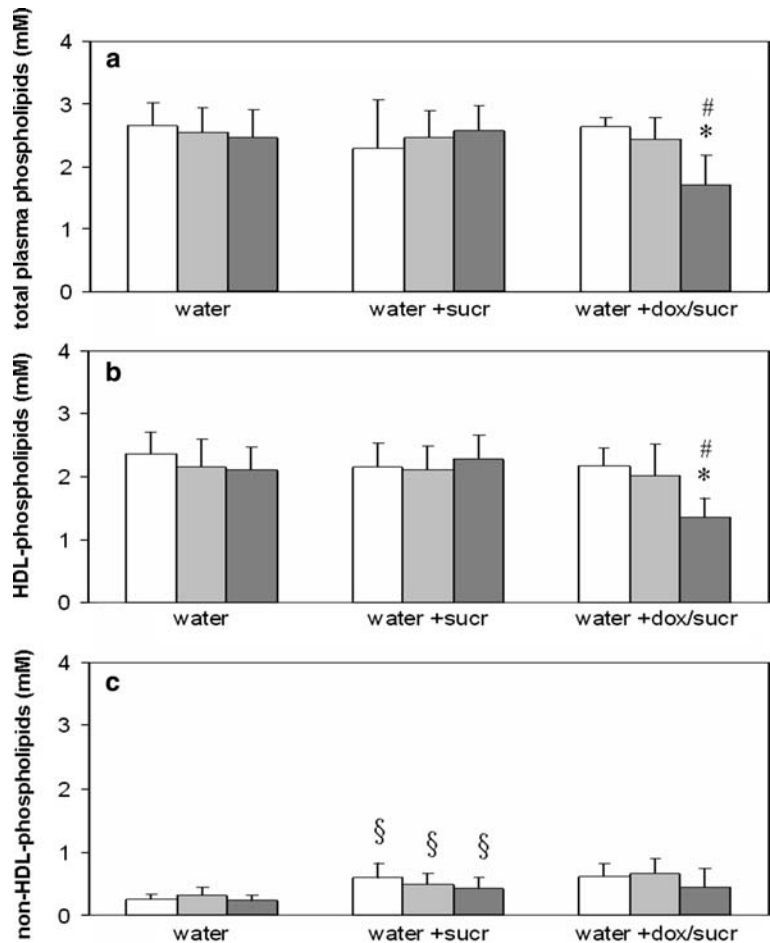 total plasma phospholipids (mM)
a
4
3
2
1
0
#
*
water
water +sucr
water +dox/sucr
HDL-phospholipids (mM)
b
4
3
2
1
0
#
*
water
water +sucr
water +dox/sucr
non-HDL-phospholipids (mM)
c
4
3
2
1
0
§ § §
water
water +sucr
water +dox/sucr